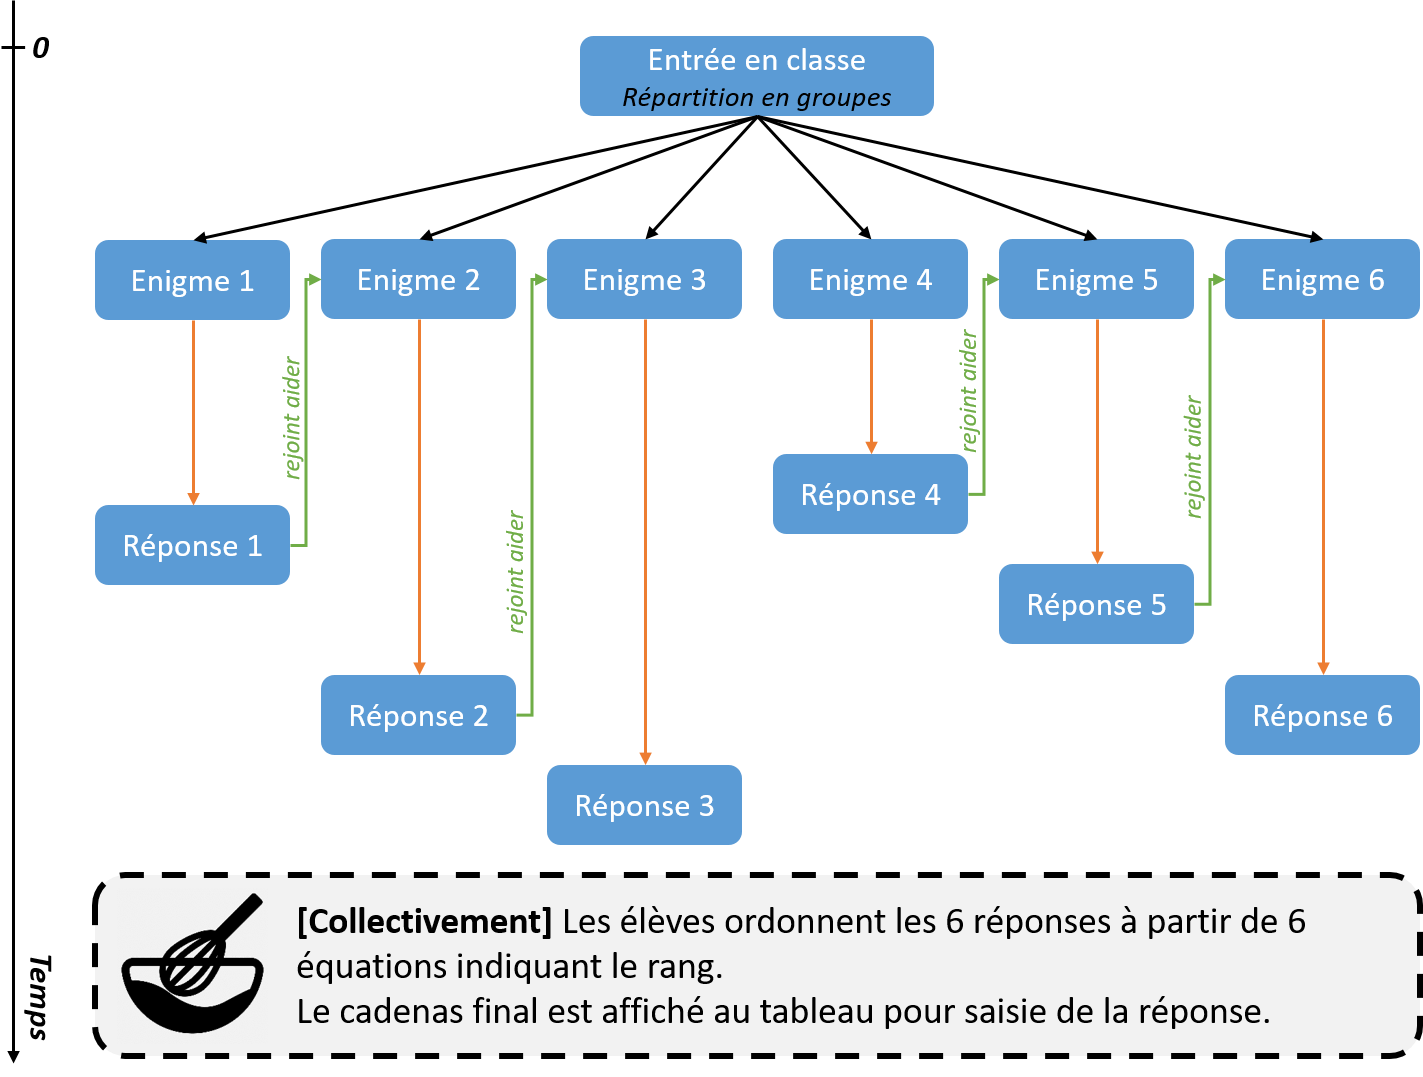 0
Entrée en classe
Répartition en groupes
Enigme 1
Enigme 2
Enigme 3
Enigme 4
Enigme 5
Enigme 6
rejoint aider
rejoint aider
rejoint aider
rejoint aider
Réponse 4
Réponse 1
Réponse 5
Réponse 2
Réponse 6
Réponse 3
[Collectivement] Les élèves ordonnent les 6 réponses à partir de 6
équations indiquant le rang.
Le cadenas final est affiché au tableau pour saisie de la réponse.
Temps